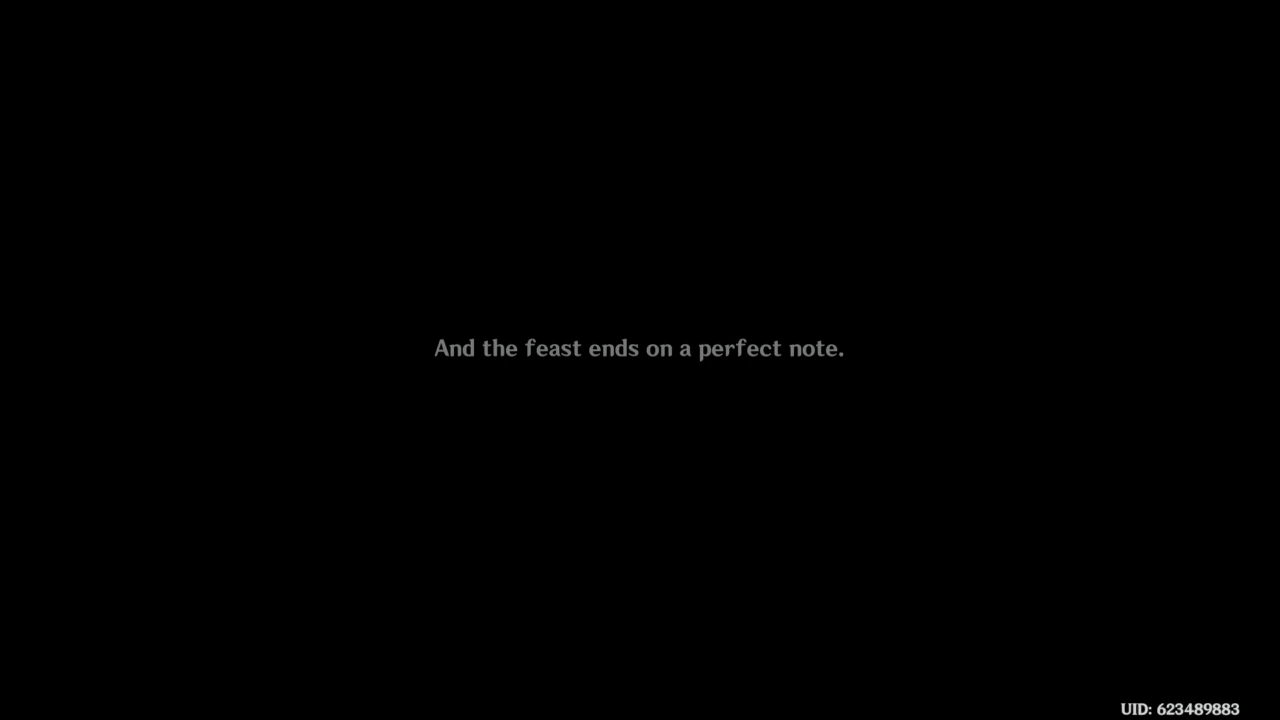 And the feast ends on a perfect note.
UID: 623489883